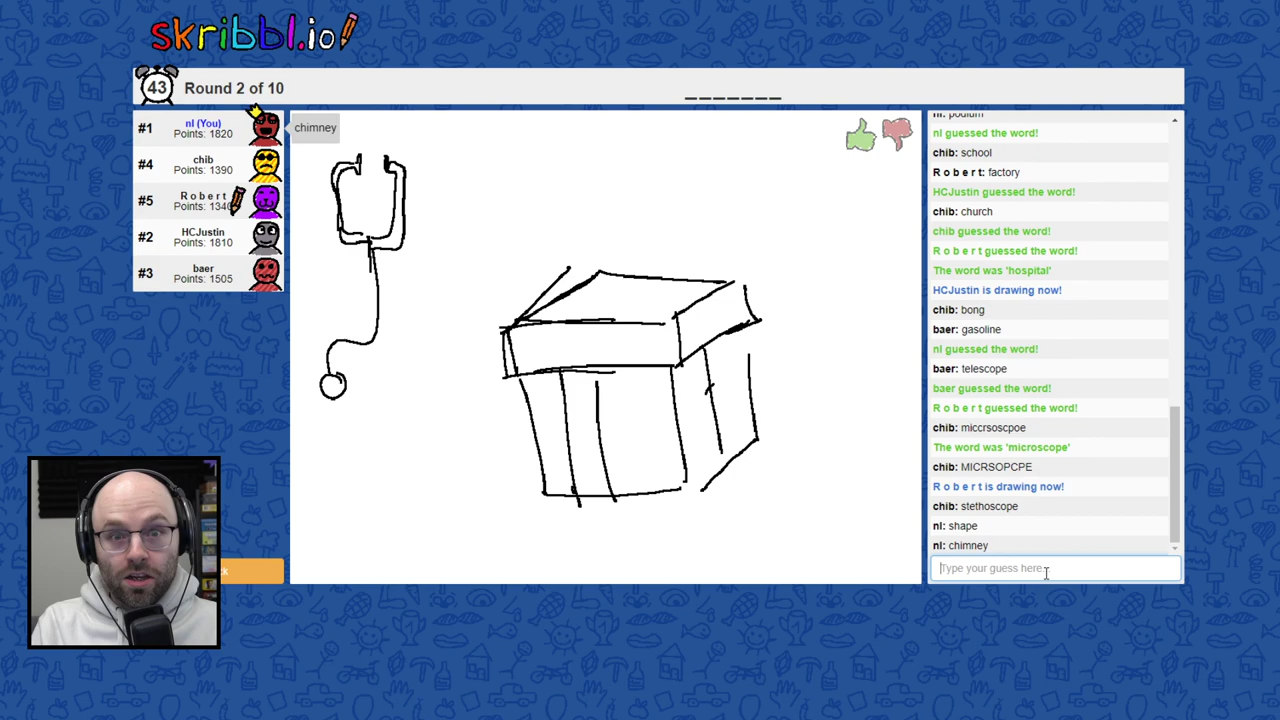 skribbl.io
43
Round 2 of 10
_______
#1
nl (You)
Points: 1820
chimney
#4
chib
Points: 1390
#5
R o b e r t
Points: 1340
#2
HCJustin
Points: 1810
#3
baer
Points: 1505
nl: podium
nl guessed the word!
chib: school
R o b e r t: factory
HCJustin guessed the word!
chib: church
chib guessed the word!
R o b e r t guessed the word!
The word was 'hospital'
HCJustin is drawing now!
chib: bong
baer: gasoline
nl guessed the word!
baer: telescope
baer guessed the word!
R o b e r t guessed the word!
chib: miccrsoscpoe
The word was 'microscope'
chib: MICRSOPCPE
R o b e r t is drawing now!
chib: stethoscope
nl: shape
nl: chimney
Type your guess here...